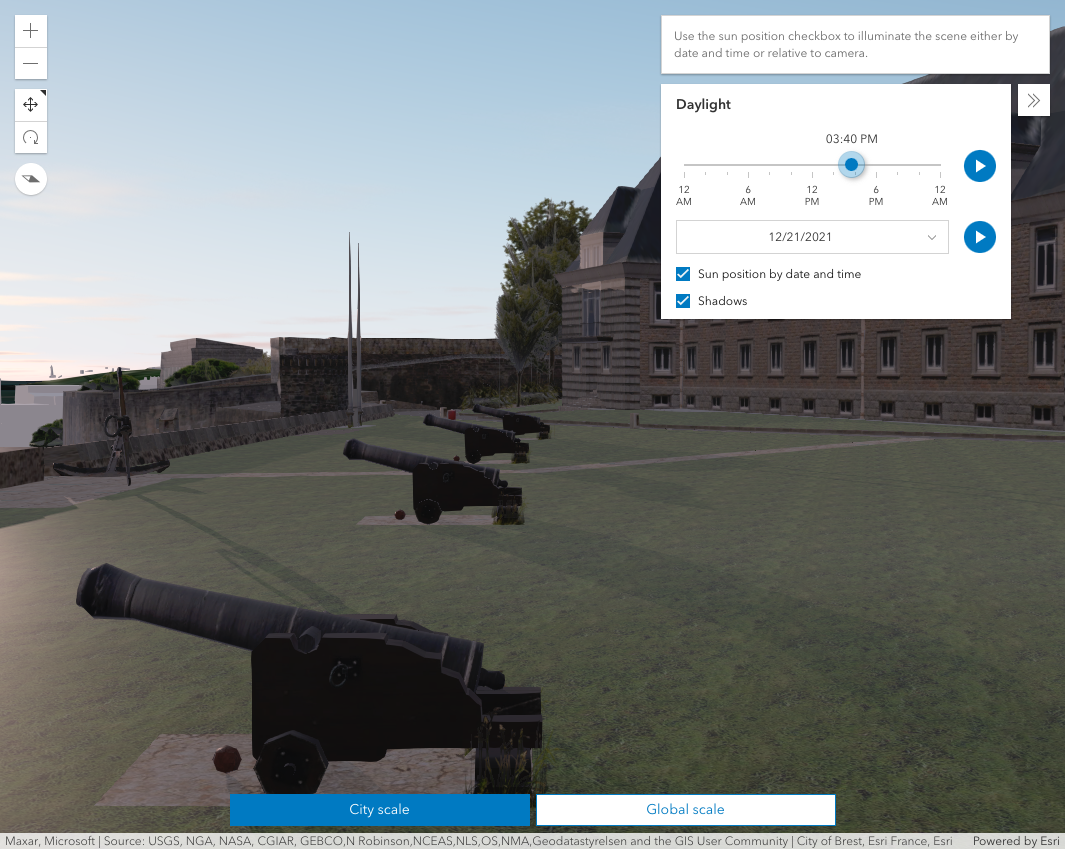 Use the sun position checkbox to illuminate the scene either by
date and time or relative to camera.
Daylight
03:40 PM
12 AM
6 AM
12 PM
6 PM
12 AM
12/21/2021
Sun position by date and time
Shadows
City scale
Global scale
Maxar, Microsoft | Source: USGS, NGA, NASA, CGIAR, GEBCO,N Robinson,NCEAS,NLS,OS,NMA,Geodatastyrelsen and the GIS User Community | City of Brest, Esri France, Esri
Powered by Esri